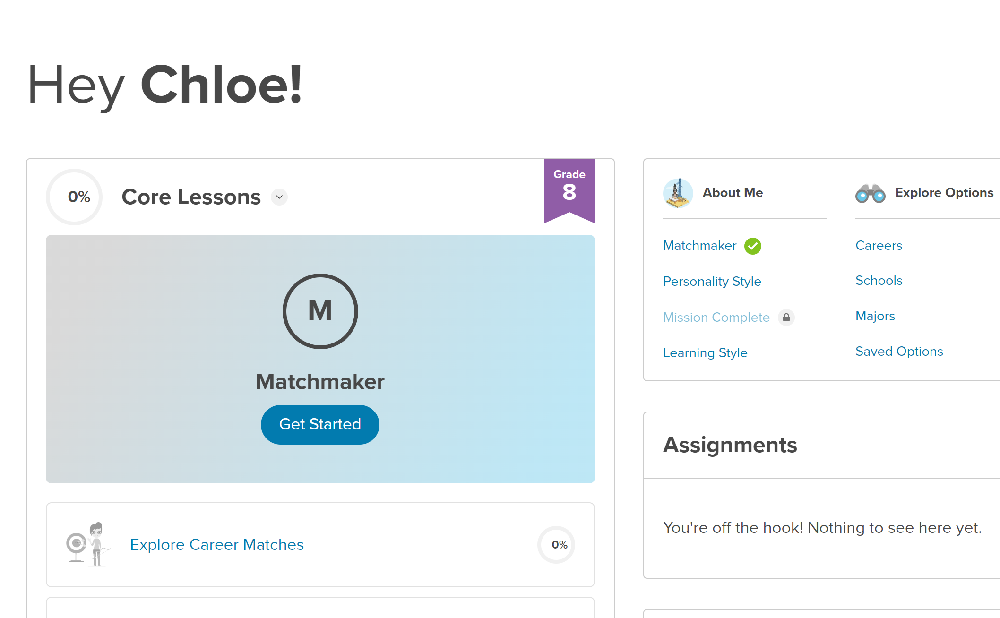 Hey Chloe!
0%
Core Lessons
Grade
8
M
Matchmaker
Get Started
Explore Career Matches
0%
About Me
Matchmaker
Personality Style
Mission Complete
Learning Style
Explore Options
Careers
Schools
Majors
Saved Options
Assignments
You're off the hook! Nothing to see here yet.